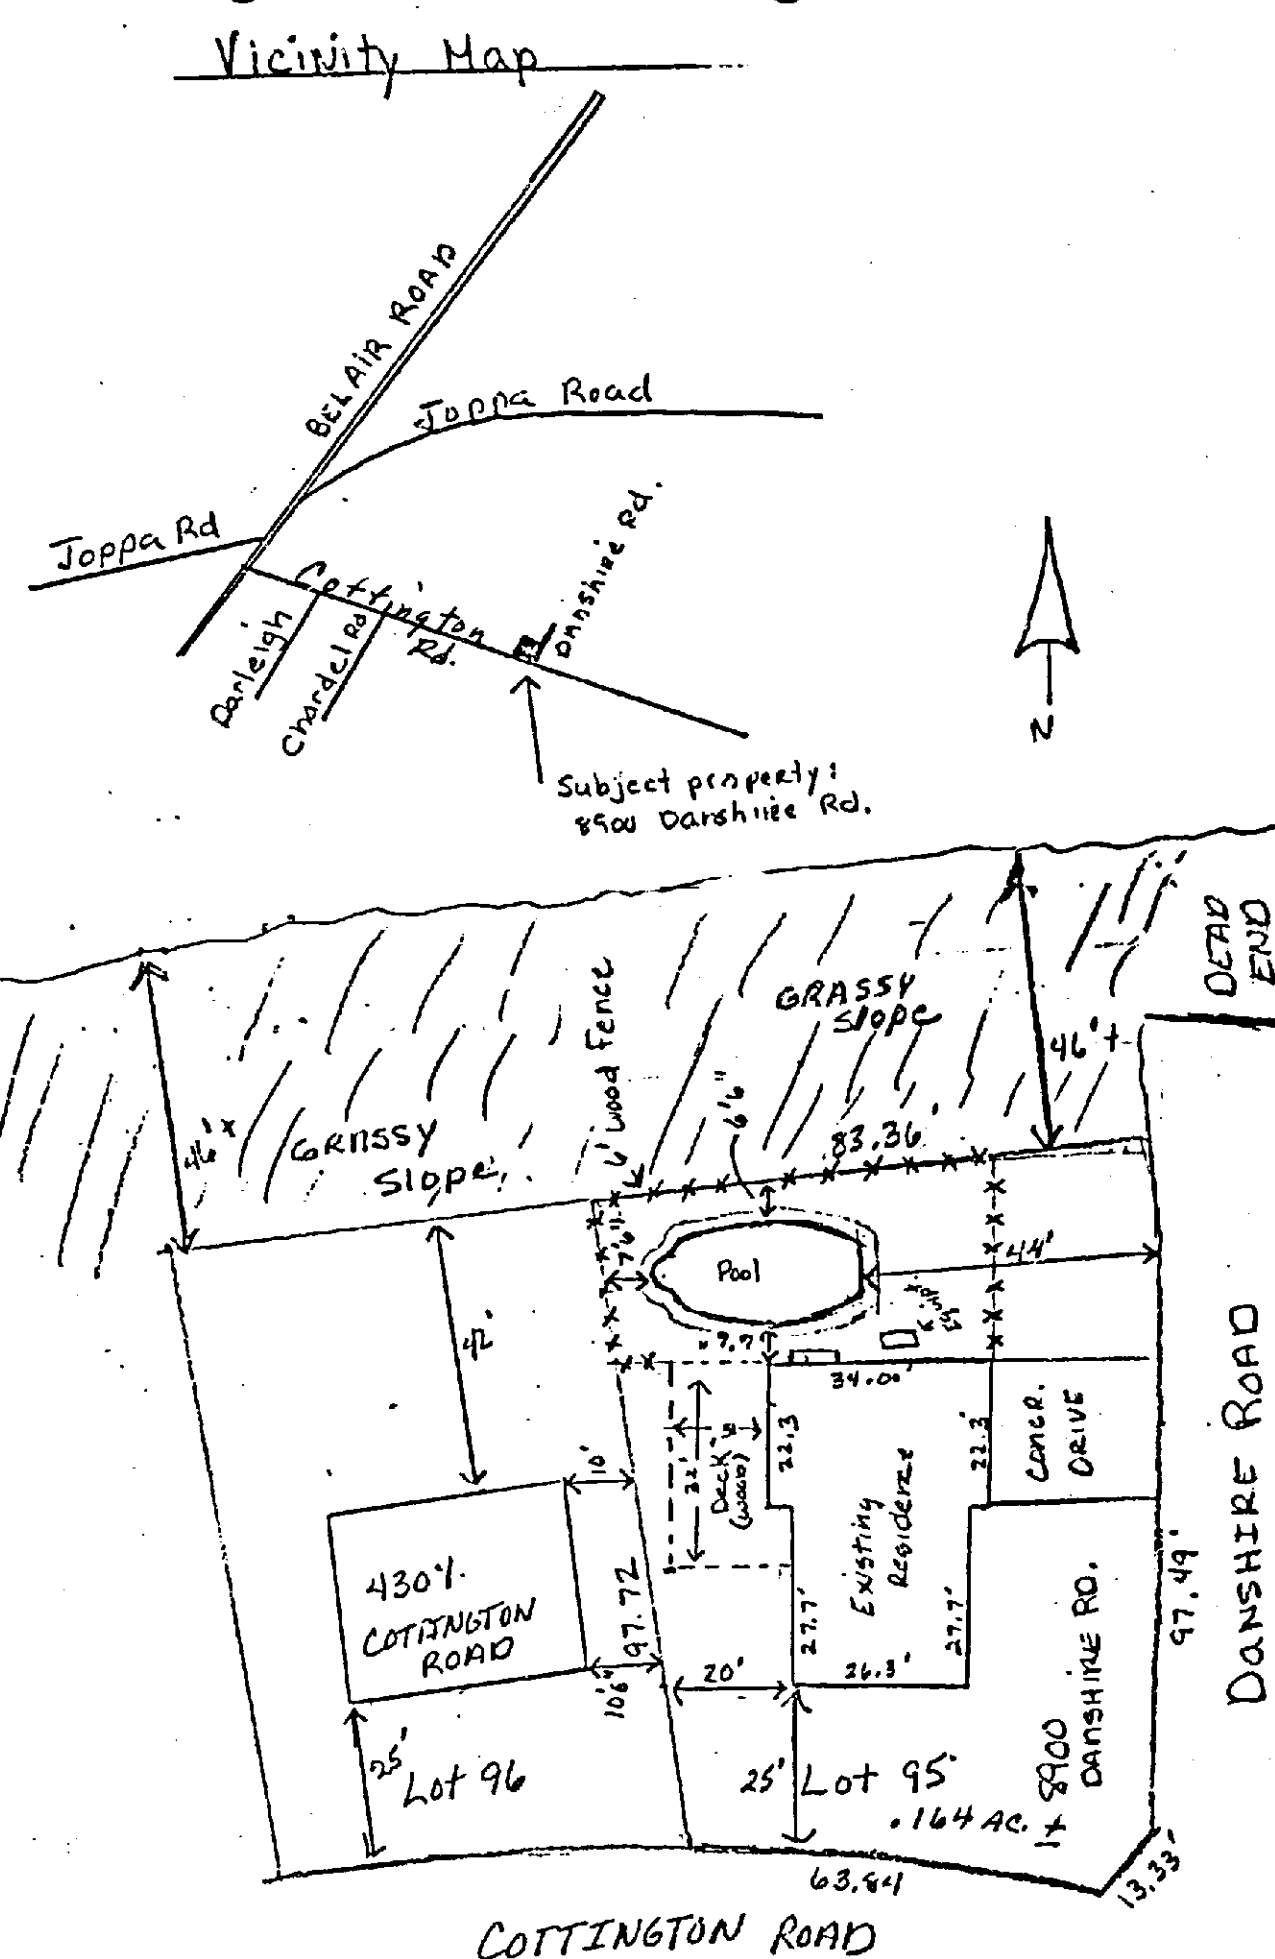 Vicinity Map
BELAIR ROAD
Joppa Road
Joppa Rd
Cottington
Rd.
Danshire Rd.
Darleigh
Chardel Rd
N
Subject property:
8900 Danshire Rd.
DEAD
END
6' Wood Fence
GRASSY
Slope
46' ±
46' ±
GRASSY
Slope
6'6"
83.36'
7'6"
Pool
44'
42'
34.00'
22.3
22.3'
CONCR.
DRIVE
10'
32'
Deck
(wood)
Existing
Residence
DANSHIRE ROAD
COTTINGTON
ROAD
97.72
27.7'
27.7'
97.49'
10'6"
20'
26.3'
25'
Lot 96
25'
Lot 95
.164 AC. ±
8900
DANSHIRE RD.
63.84
13.33'
COTTINGTON ROAD